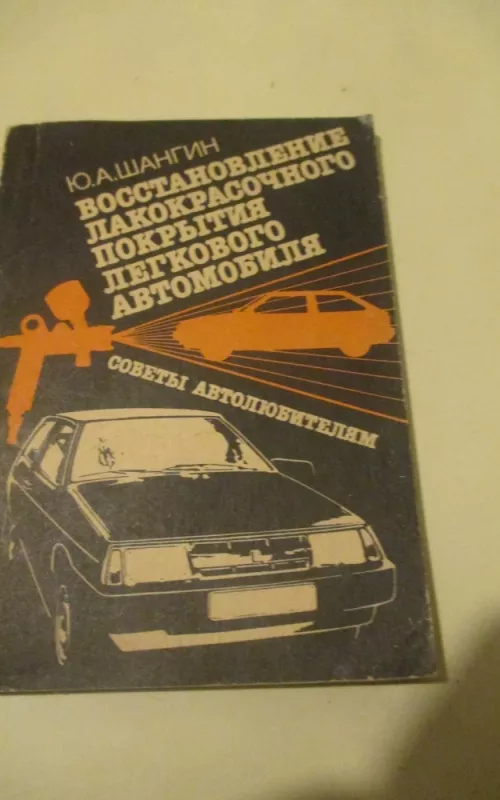 Ю.А.ШАНГИН
ВОССТАНОВЛЕНИЕ
ЛАКОКРАСОЧНОГО
ПОКРЫТИЯ
ЛЕГКОВОГО
АВТОМОБИЛЯ
СОВЕТЫ АВТОЛЮБИТЕЛЯМ